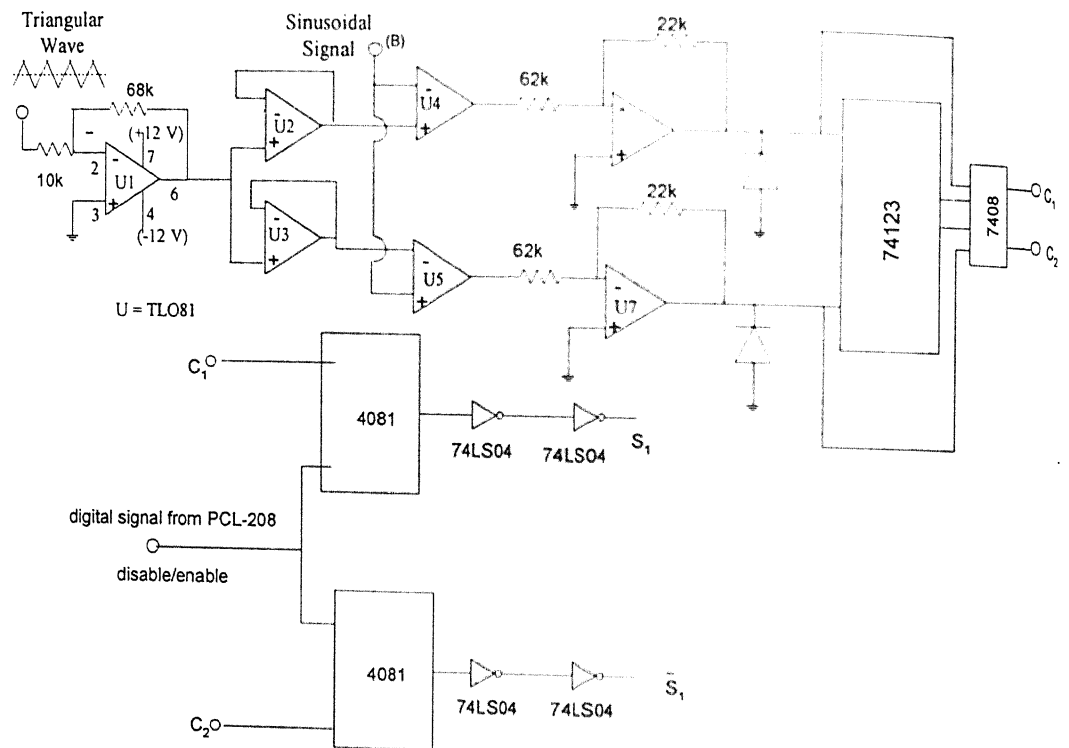 Triangular
Wave
Sinusoidal
Signal
(B)
22k
68k
62k
(+12 V)
-
7
-
2
10k
U1
6
+
3
4
(-12 V)
-
U2
+
-
U3
+
-
U4
+
-
+
22k
62k
-
U5
+
-
U7
+
74123
7408
C1
C2
U = TLO81
C1
4081
74LS04
74LSO4
S1
digital signal from PCL-208
disable/enable
4081
74LS04
74LS04
S̄1
C2